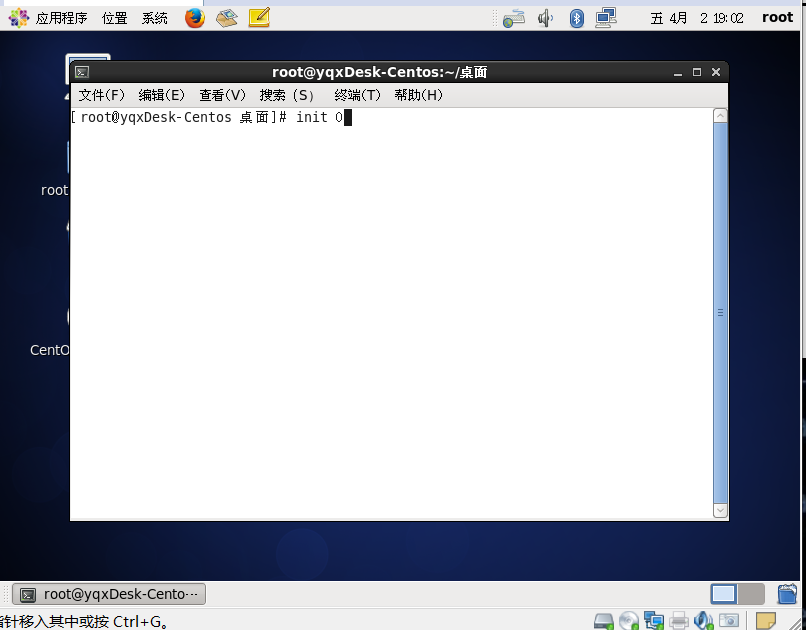 应用程序 位置 系统 五 4月 2 19:02 root
root@yqxDesk-Centos:~/桌面
文件(F) 编辑(E) 查看(V) 搜索 (S) 终端(T) 帮助(H)
[root@yqxDesk-Centos 桌面]# init 0
root
CentO
root@yqxDesk-Cento···
针移入其中或按 Ctrl+G。